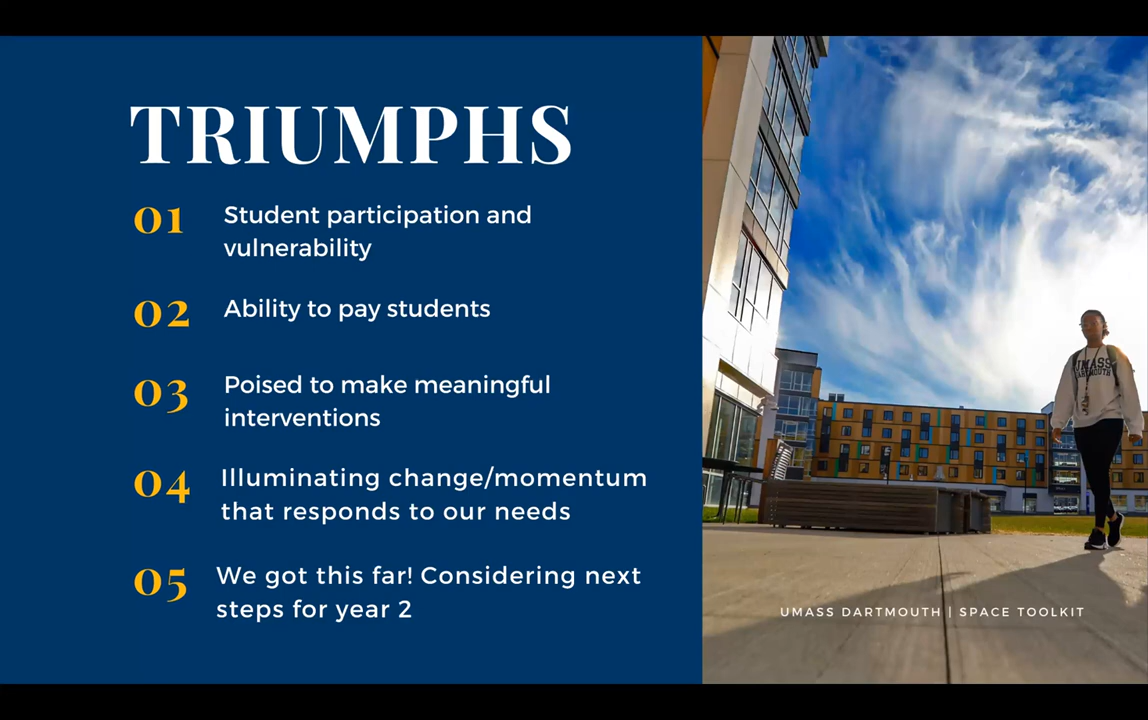 TRIUMPHS
01 Student participation and
vulnerability
02 Ability to pay students
03 Poised to make meaningful
interventions
04 Illuminating change/momentum
that responds to our needs
05 We got this far! Considering next
steps for year 2
UMASS
DARTMOUTH
UMASS DARTMOUTH | SPACE TOOLKIT